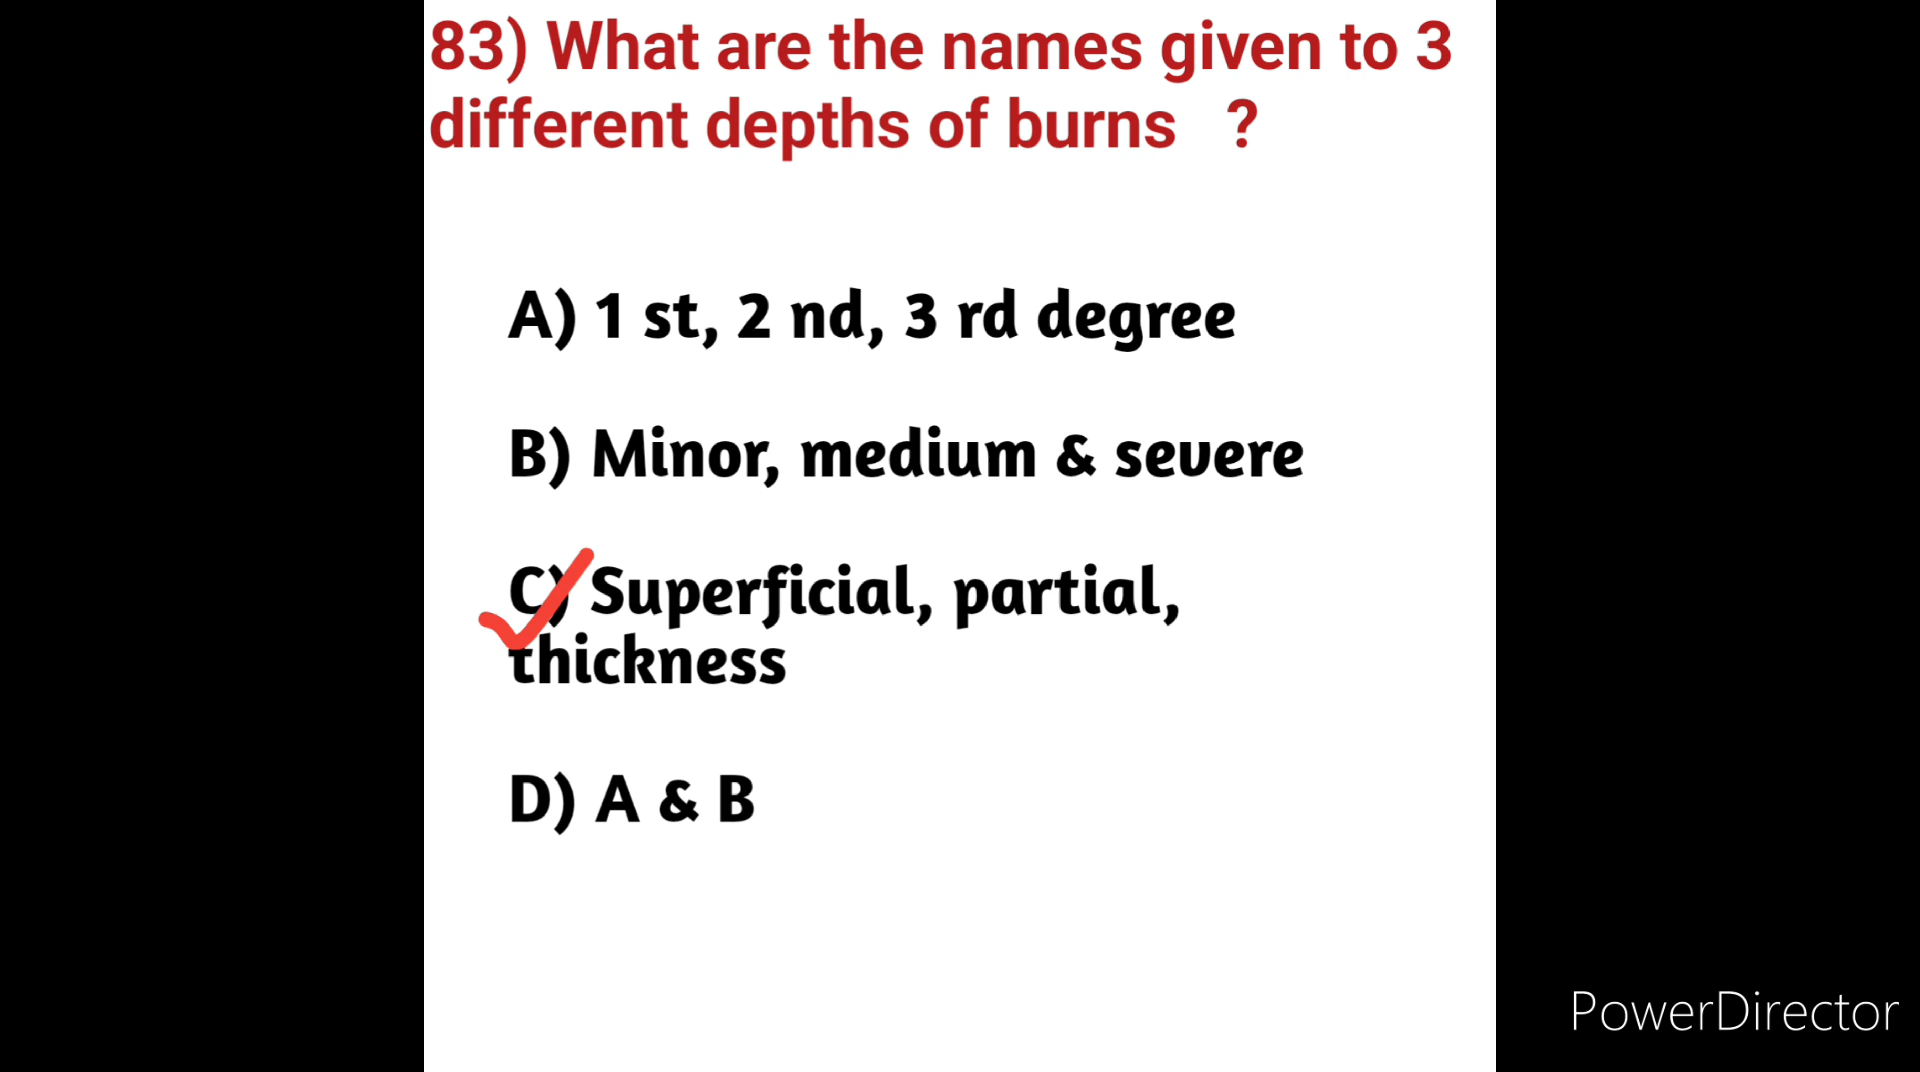 83) What are the names given to 3
different depths of burns ?
A) 1 st, 2 nd, 3 rd degree
B) Minor, medium & severe
C) Superficial, partial,
thickness
D) A & B
PowerDirector